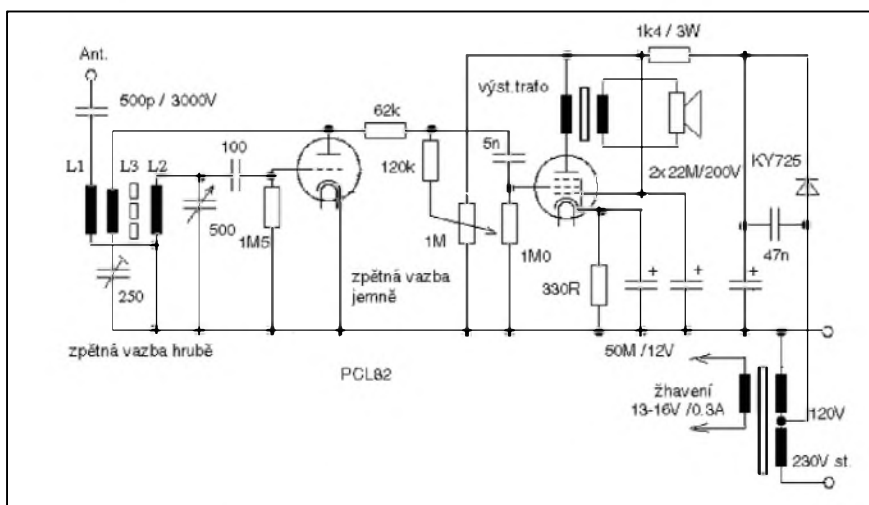 1k4 / 3W
Ant.
výst.trafo
500p / 3000V
62k
5n
KY725
L1
L3
L2
100
120k
2x22M/200V
500
1M5
1M
1M0
47n
250
zpětná vazba
jemně
330R
+
+
+
zpětná vazba hrubě
50M /12V
PCL82
žhavení
13-16V /0.3A
120V
230V st.